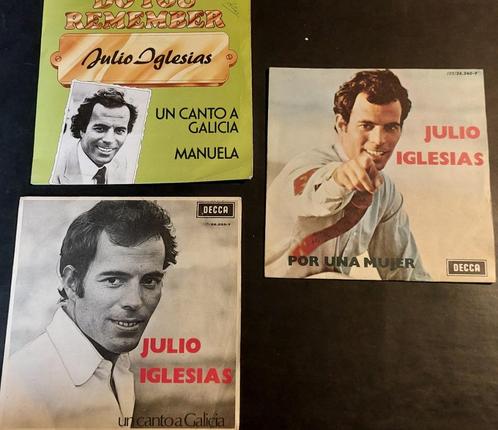 DO YOU
REMEMBER
Julio Iglesias
UN CANTO A
GALICIA
MANUELA
DECCA
JULIO
IGLESIAS
POR UNA MUJER
DECCA
DECCA
JULIO
IGLESIAS
un canto a Galicia